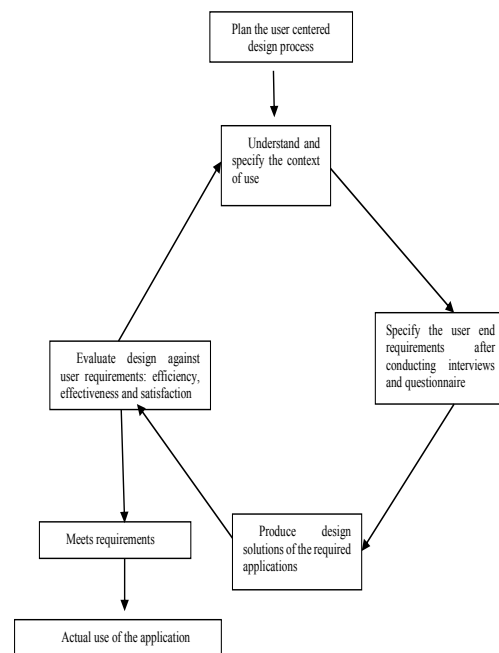 Plan the user centered
design process
Understand and
specify the context
of use
Specify the user end
requirements after
conducting interviews
and questionnaire
Evaluate design against
user requirements: efficiency,
effectiveness and satisfaction
Produce design
solutions of the required
applications
Meets requirements
Actual use of the application